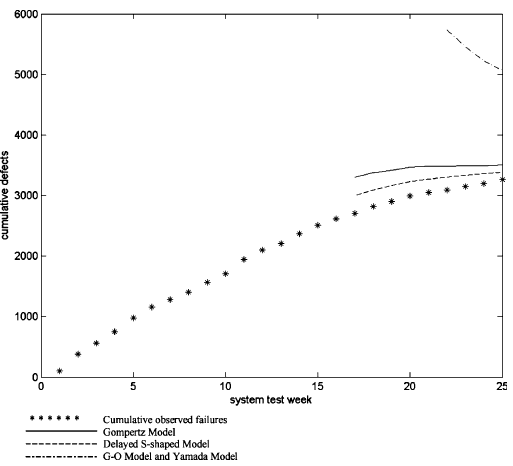 6000
5000
4000
3000
2000
1000
0
0 5 10 15 20 25
cumulative defects
system test week
Cumulative observed failures
Gompertz Model
Delayed S-shaped Model
G-O Model and Yamada Model